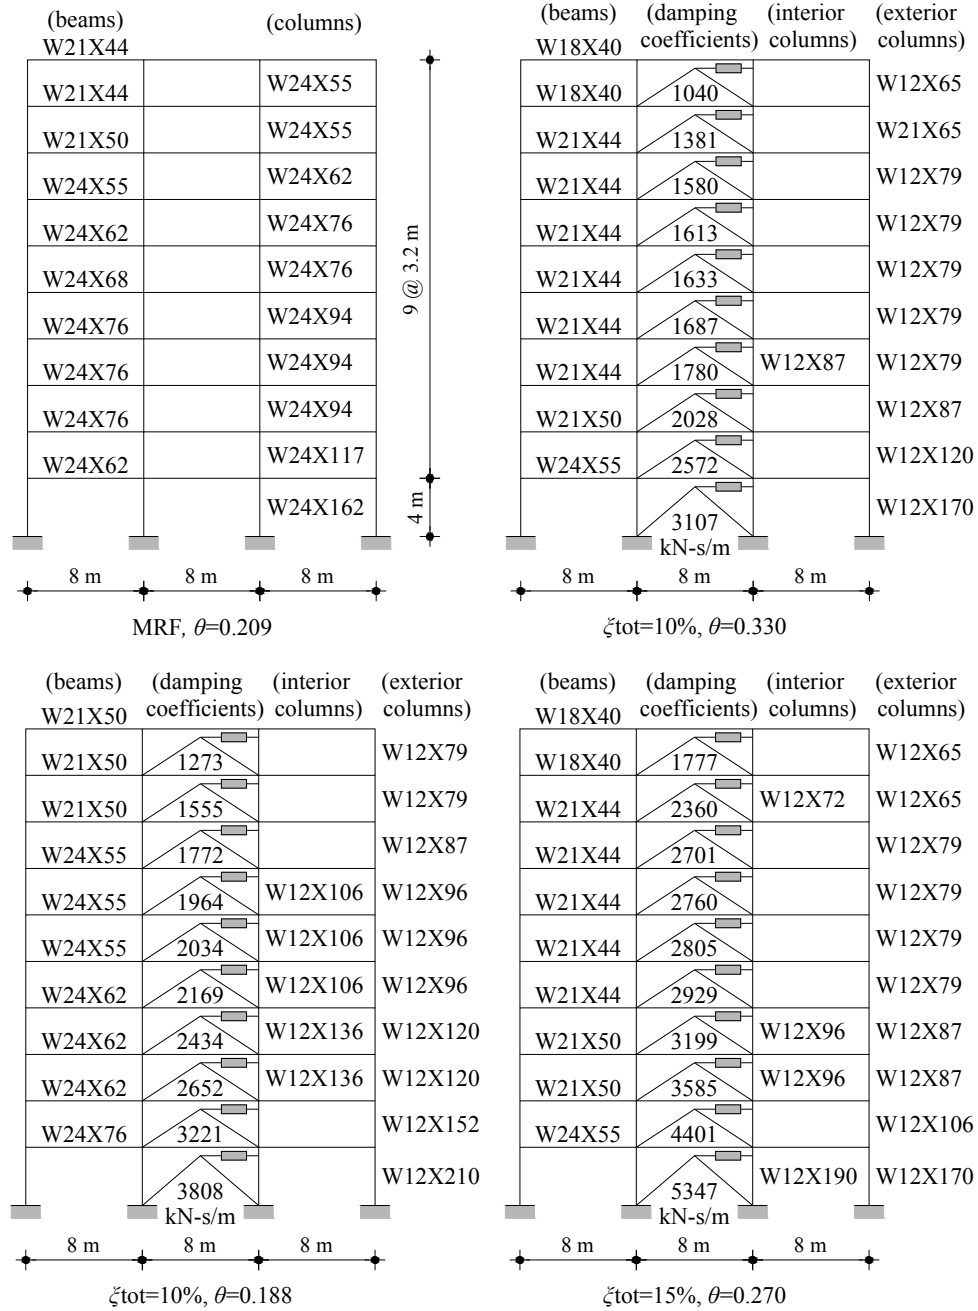 (beams)
(columns)
W21X44
W24X55
W21X44
W24X55
W21X50
W24X62
W24X55
W24X76
W24X62
W24X76
W24X68
W24X94
W24X76
W24X94
W24X76
W24X94
W24X76
W24X117
W24X62
W24X162
9 @ 3.2 m
4 m
8 m 8 m 8 m
MRF, θ=0.209
(beams) (damping coefficients) (interior columns) (exterior columns)
W18X40
W12X65
W18X40 1040
W21X65
W21X44 1381
W12X79
W21X44 1580
W12X79
W21X44 1613
W12X79
W21X44 1633
W12X79
W21X44 1687
W12X87 W12X79
W21X44 1780
W12X87
W21X50 2028
W12X120
W24X55 2572
W12X170
3107
kN-s/m
8 m 8 m 8 m
ξtot=10%, θ=0.330
(beams) (damping coefficients) (interior columns) (exterior columns)
W21X50
W12X79
W21X50 1273
W12X79
W21X50 1555
W12X87
W24X55 1772
W12X106 W12X96
W24X55 1964
W12X106 W12X96
W24X55 2034
W12X106 W12X96
W24X62 2169
W12X136 W12X120
W24X62 2434
W12X136 W12X120
W24X62 2652
W12X152
W24X76 3221
W12X210
3808
kN-s/m
8 m 8 m 8 m
ξtot=10%, θ=0.188
(beams) (damping coefficients) (interior columns) (exterior columns)
W18X40
W12X65
W18X40 1777
W12X72 W12X65
W21X44 2360
W12X79
W21X44 2701
W12X79
W21X44 2760
W12X79
W21X44 2805
W12X79
W21X44 2929
W12X96 W12X87
W21X50 3199
W12X96 W12X87
W21X50 3585
W12X106
W24X55 4401
W12X190 W12X170
5347
kN-s/m
8 m 8 m 8 m
ξtot=15%, θ=0.270